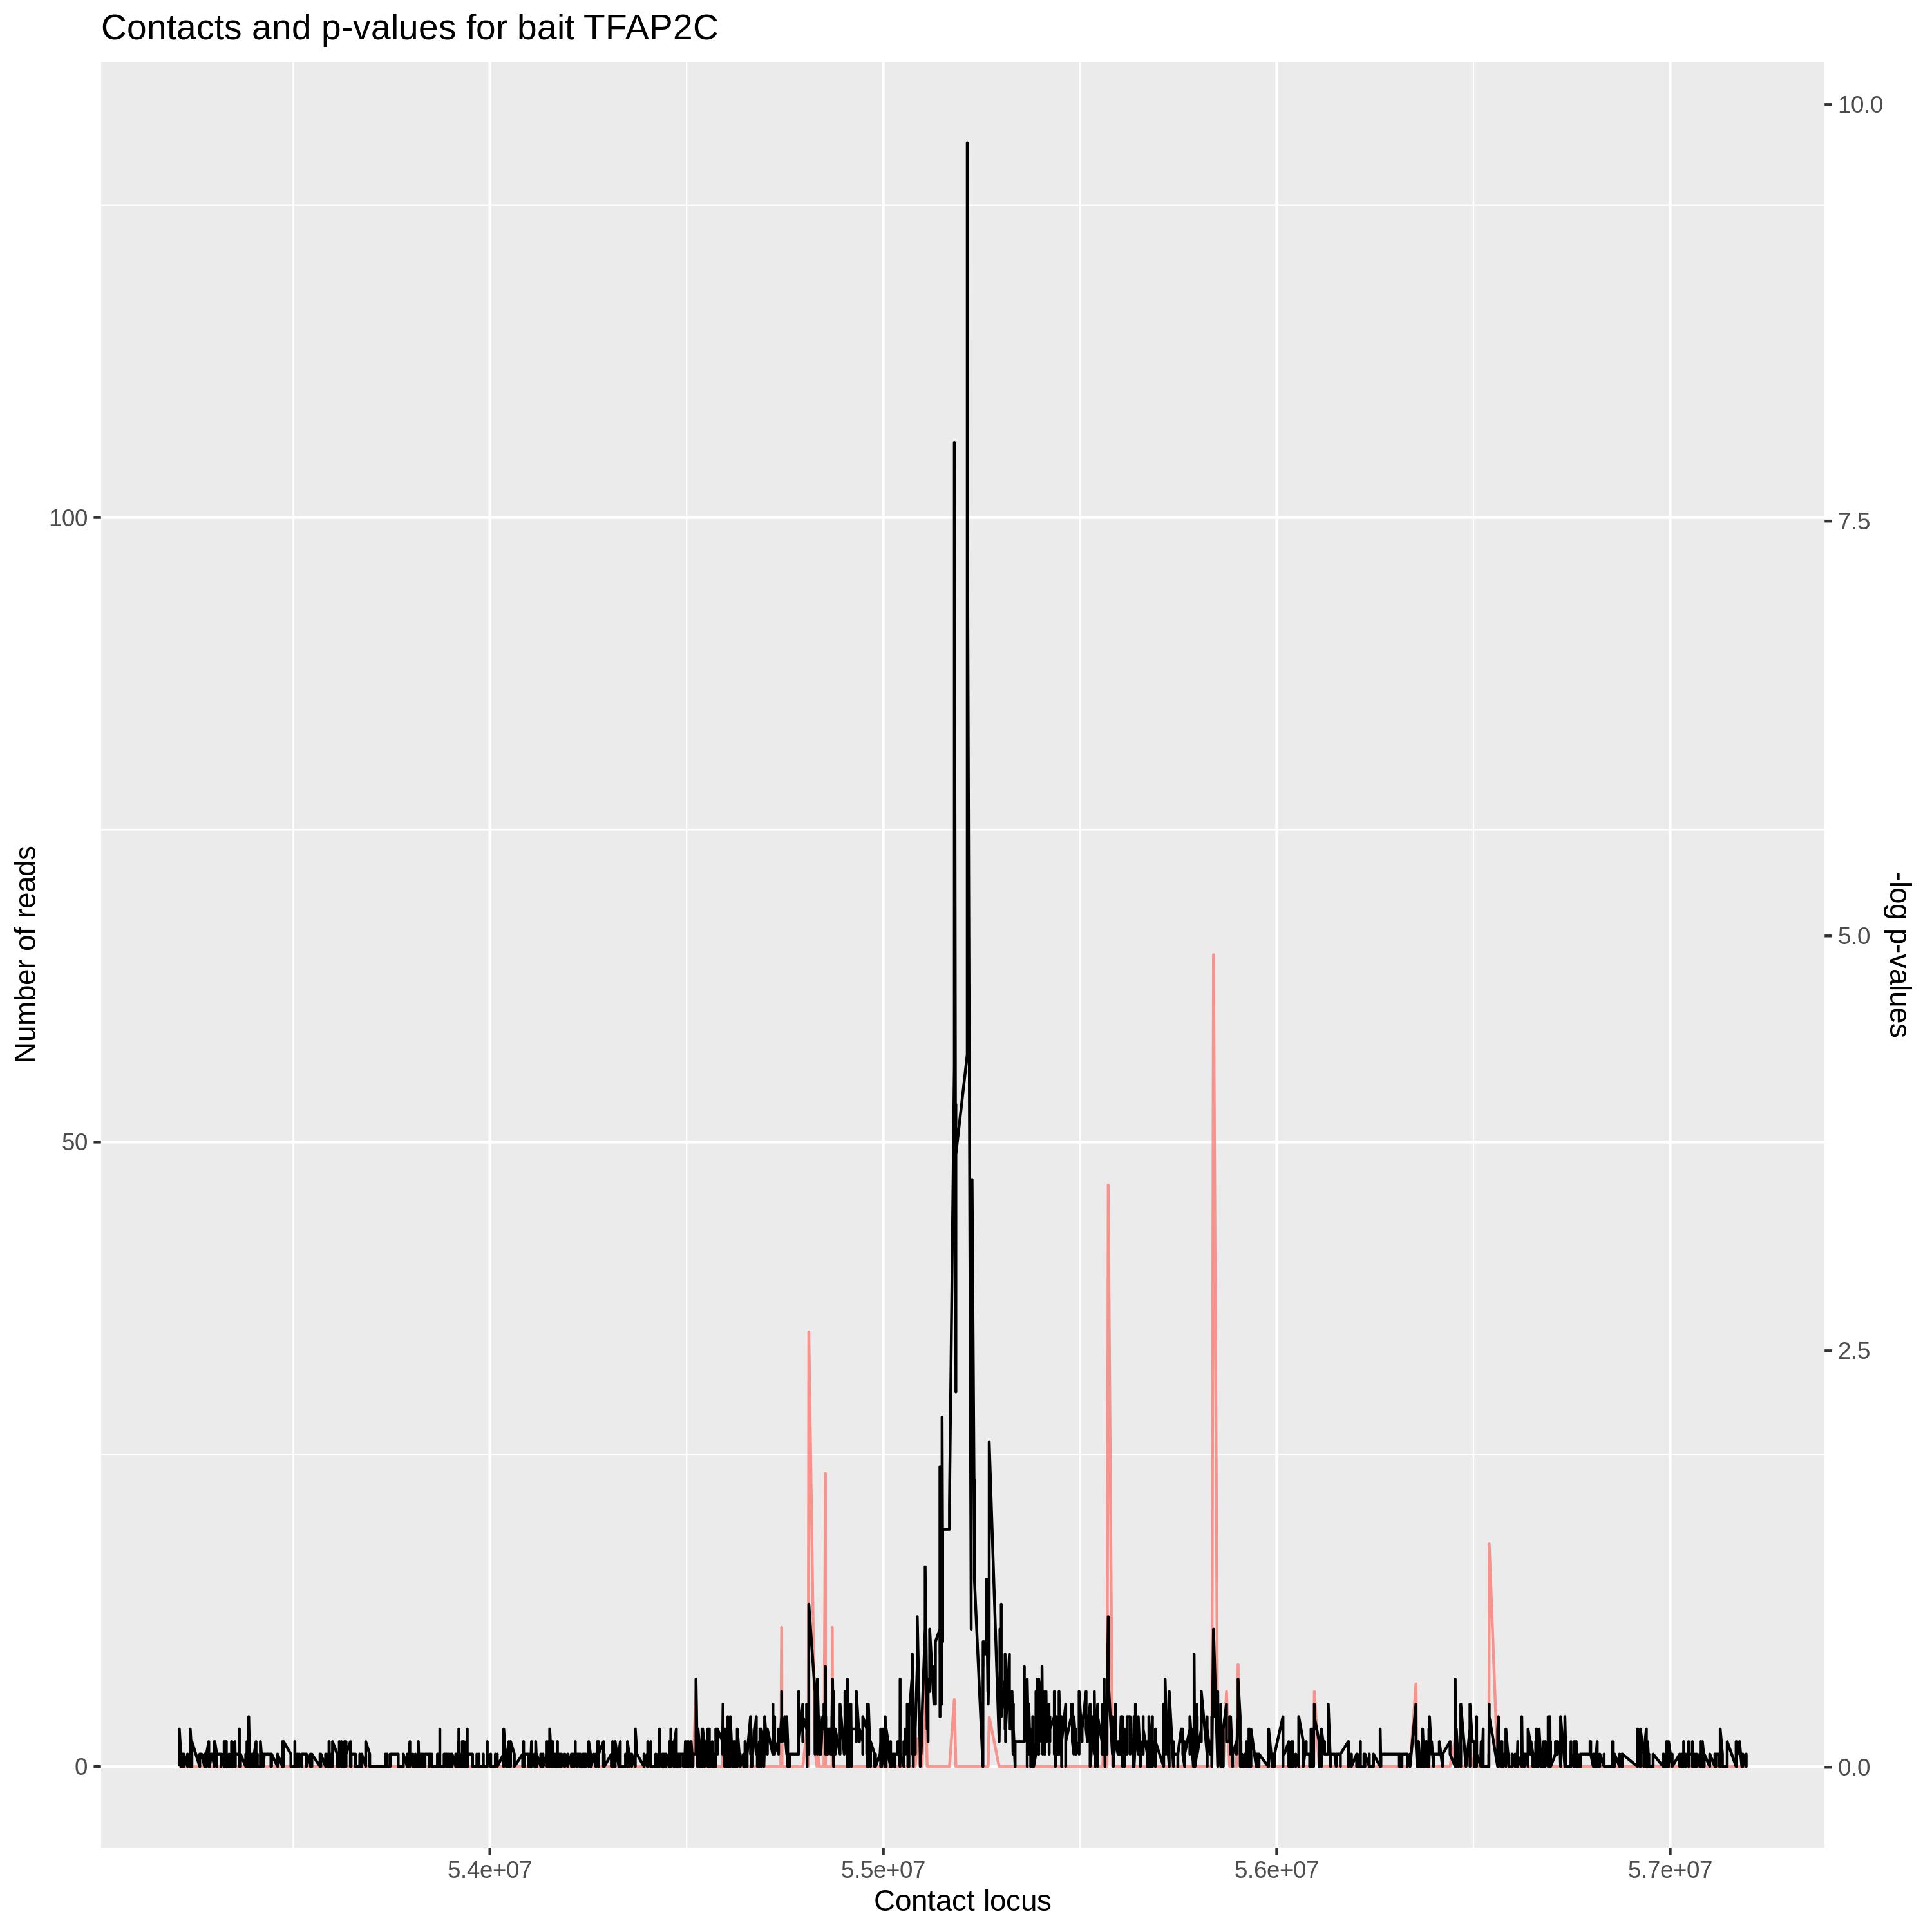 Contacts and p-values for bait TFAP2C
Number of reads
100
50
0
10.0
7.5
5.0
2.5
0.0
-log p-values
5.4e+07
5.5e+07
5.6e+07
5.7e+07
Contact locus